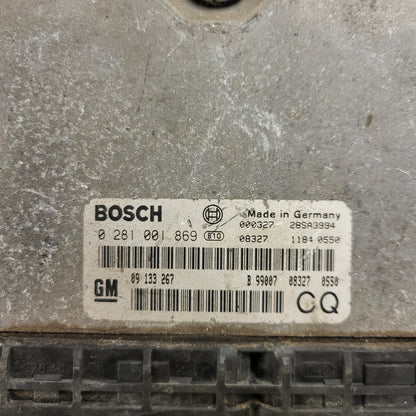 BOSCH Made in Germany
000327 28SA3994
0 281 001 869 B10 08327 1184 0550
09 133 267 B 99007 08327 0550
GM CQ